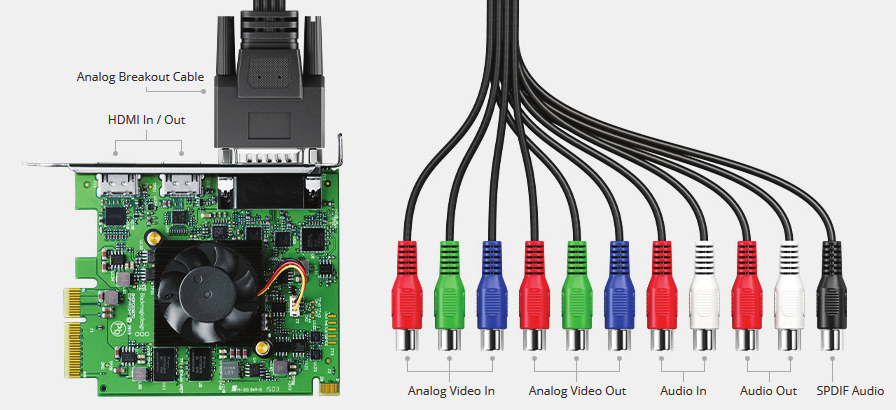 Analog Breakout Cable
HDMI In / Out
Analog Video In
Analog Video Out
Audio In
Audio Out
SPDIF Audio